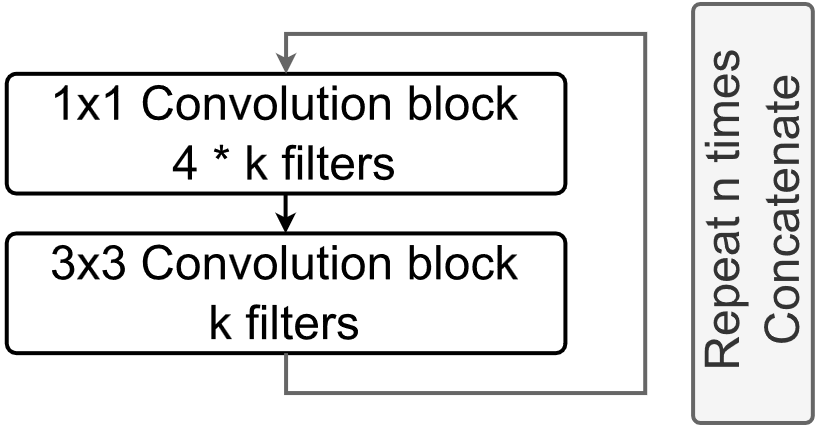 1x1 Convolution block
4 * k filters
3x3 Convolution block
k filters
Repeat n times
Concatenate